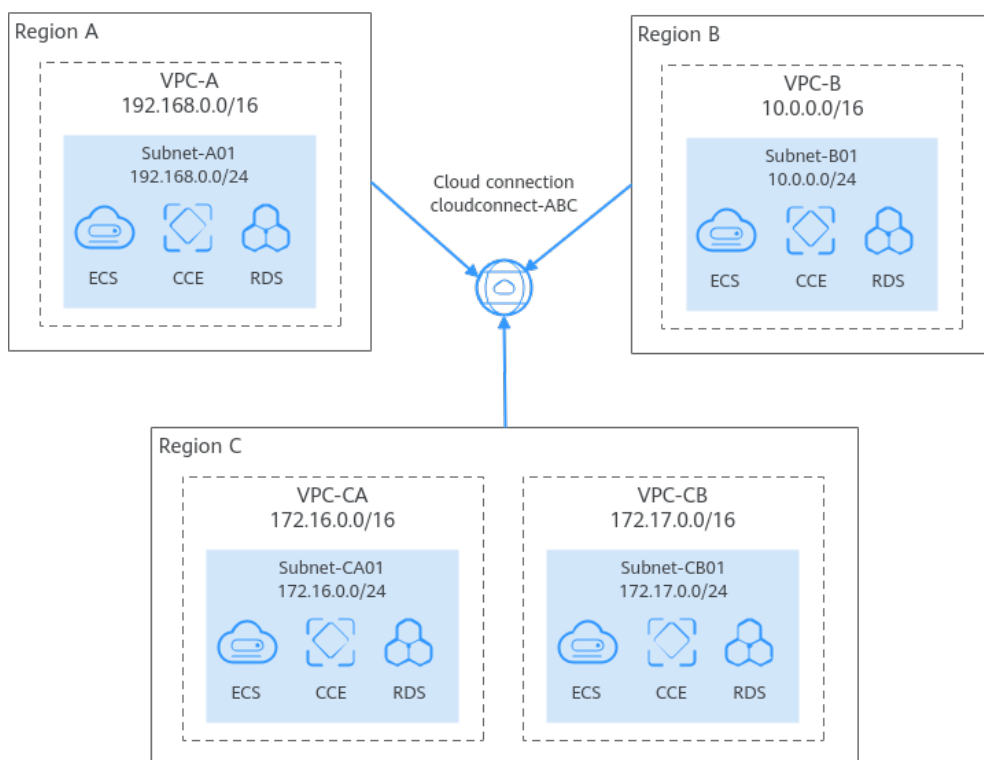 Region A
VPC-A
192.168.0.0/16
Subnet-A01
192.168.0.0/24
ECS
CCE
RDS
Cloud connection
cloudconnect-ABC
Region B
VPC-B
10.0.0.0/16
Subnet-B01
10.0.0.0/24
ECS
CCE
RDS
Region C
VPC-CA
172.16.0.0/16
Subnet-CA01
172.16.0.0/24
ECS
CCE
RDS
VPC-CB
172.17.0.0/16
Subnet-CB01
172.17.0.0/24
ECS
CCE
RDS